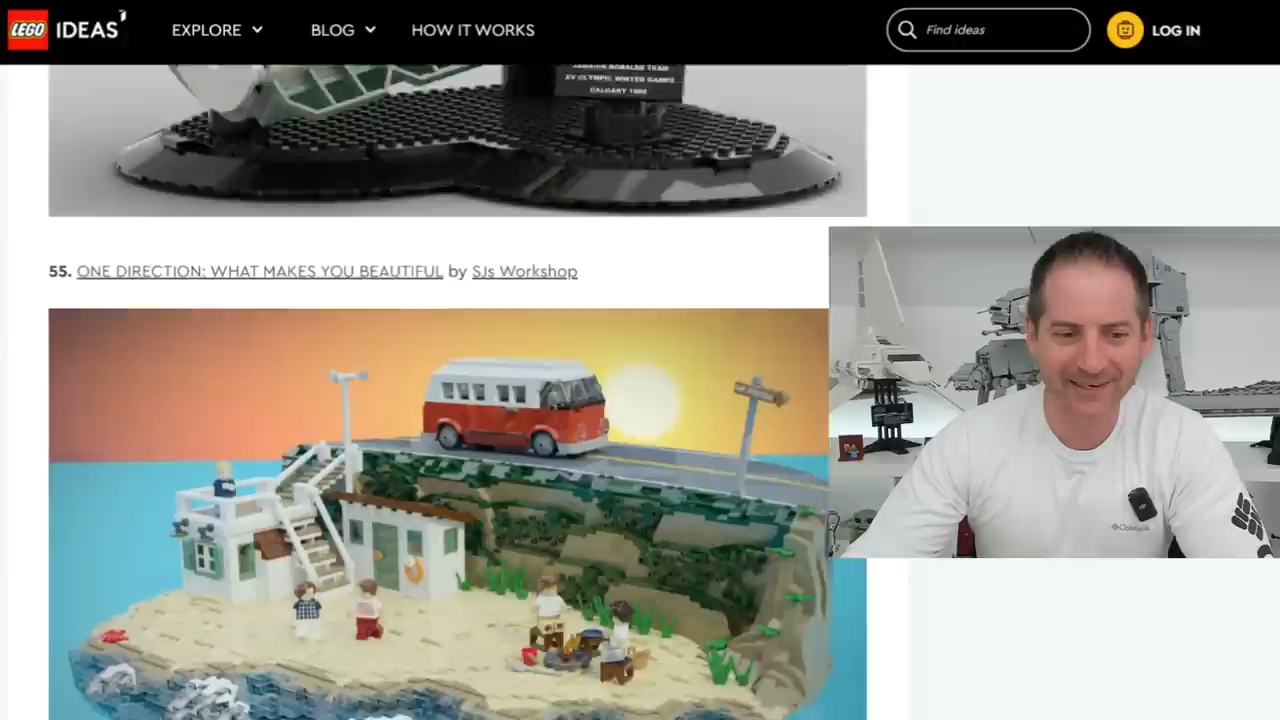 LEGO IDEAS EXPLORE BLOG HOW IT WORKS Find ideas LOG IN
XV OLYMPIC WINTER GAMES
CALGARY 1988
55. ONE DIRECTION: WHAT MAKES YOU BEAUTIFUL by SJs Workshop
Columbia